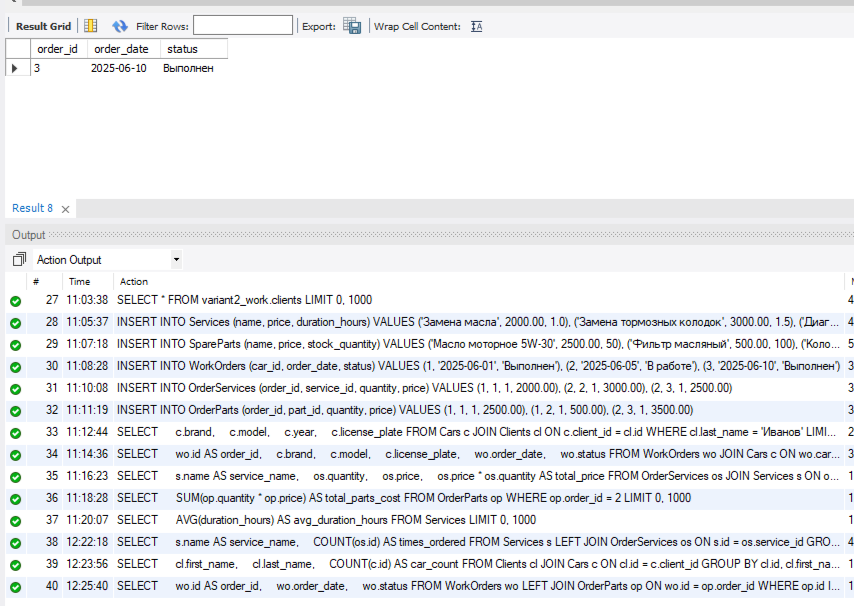 Result Grid Filter Rows: Export: Wrap Cell Content:
order_id order_date status
3 2025-06-10 Выполнен
Result 8
Output
Action Output
# Time Action
27 11:03:38 SELECT * FROM variant2_work.clients LIMIT 0, 1000 4
28 11:05:37 INSERT INTO Services (name, price, duration_hours) VALUES ('Замена масла', 2000.00, 1.0), ('Замена тормозных колодок', 3000.00, 1.5), ('Диаг... 4
29 11:07:18 INSERT INTO SpareParts (name, price, stock_quantity) VALUES ('Масло моторное 5W-30', 2500.00, 50), ('Фильтр масляный', 500.00, 100), ('Коло... 5
30 11:08:28 INSERT INTO WorkOrders (car_id, order_date, status) VALUES (1, '2025-06-01', 'Выполнен'), (2, '2025-06-05', 'В работе'), (3, '2025-06-10', 'Выполнен') 3
31 11:10:08 INSERT INTO OrderServices (order_id, service_id, quantity, price) VALUES (1, 1, 1, 2000.00), (2, 2, 1, 3000.00), (2, 3, 1, 2500.00) 3
32 11:11:19 INSERT INTO OrderParts (order_id, part_id, quantity, price) VALUES (1, 1, 1, 2500.00), (1, 2, 1, 500.00), (2, 3, 1, 3500.00) 3
33 11:12:44 SELECT c.brand, c.model, c.year, c.license_plate FROM Cars c JOIN Clients cl ON c.client_id = cl.id WHERE cl.last_name = 'Иванов' LIMI... 2
34 11:14:36 SELECT wo.id AS order_id, c.brand, c.model, c.license_plate, wo.order_date, wo.status FROM WorkOrders wo JOIN Cars c ON wo.car... 3
35 11:16:23 SELECT s.name AS service_name, os.quantity, os.price, os.price * os.quantity AS total_price FROM OrderServices os JOIN Services s ON o... 1
36 11:18:28 SELECT SUM(op.quantity * op.price) AS total_parts_cost FROM OrderParts op WHERE op.order_id = 2 LIMIT 0, 1000 1
37 11:20:07 SELECT AVG(duration_hours) AS avg_duration_hours FROM Services LIMIT 0, 1000 1
38 12:22:18 SELECT s.name AS service_name, COUNT(os.id) AS times_ordered FROM Services s LEFT JOIN OrderServices os ON s.id = os.service_id GRO... 4
39 12:23:56 SELECT cl.first_name, cl.last_name, COUNT(c.id) AS car_count FROM Clients cl JOIN Cars c ON cl.id = c.client_id GROUP BY cl.id, cl.first_na... 1
40 12:25:40 SELECT wo.id AS order_id, wo.order_date, wo.status FROM WorkOrders wo LEFT JOIN OrderParts op ON wo.id = op.order_id WHERE op.id I... 1